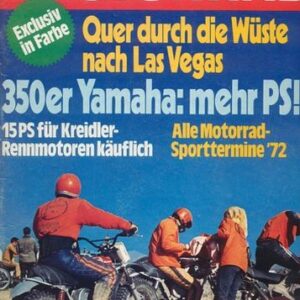 Exclusiv
in Farbe
Quer durch die Wüste
nach Las Vegas
350er Yamaha: mehr PS!
15 PS für Kreidler-
Rennmotoren käuflich
Alle Motorrad-
Sporttermine '72